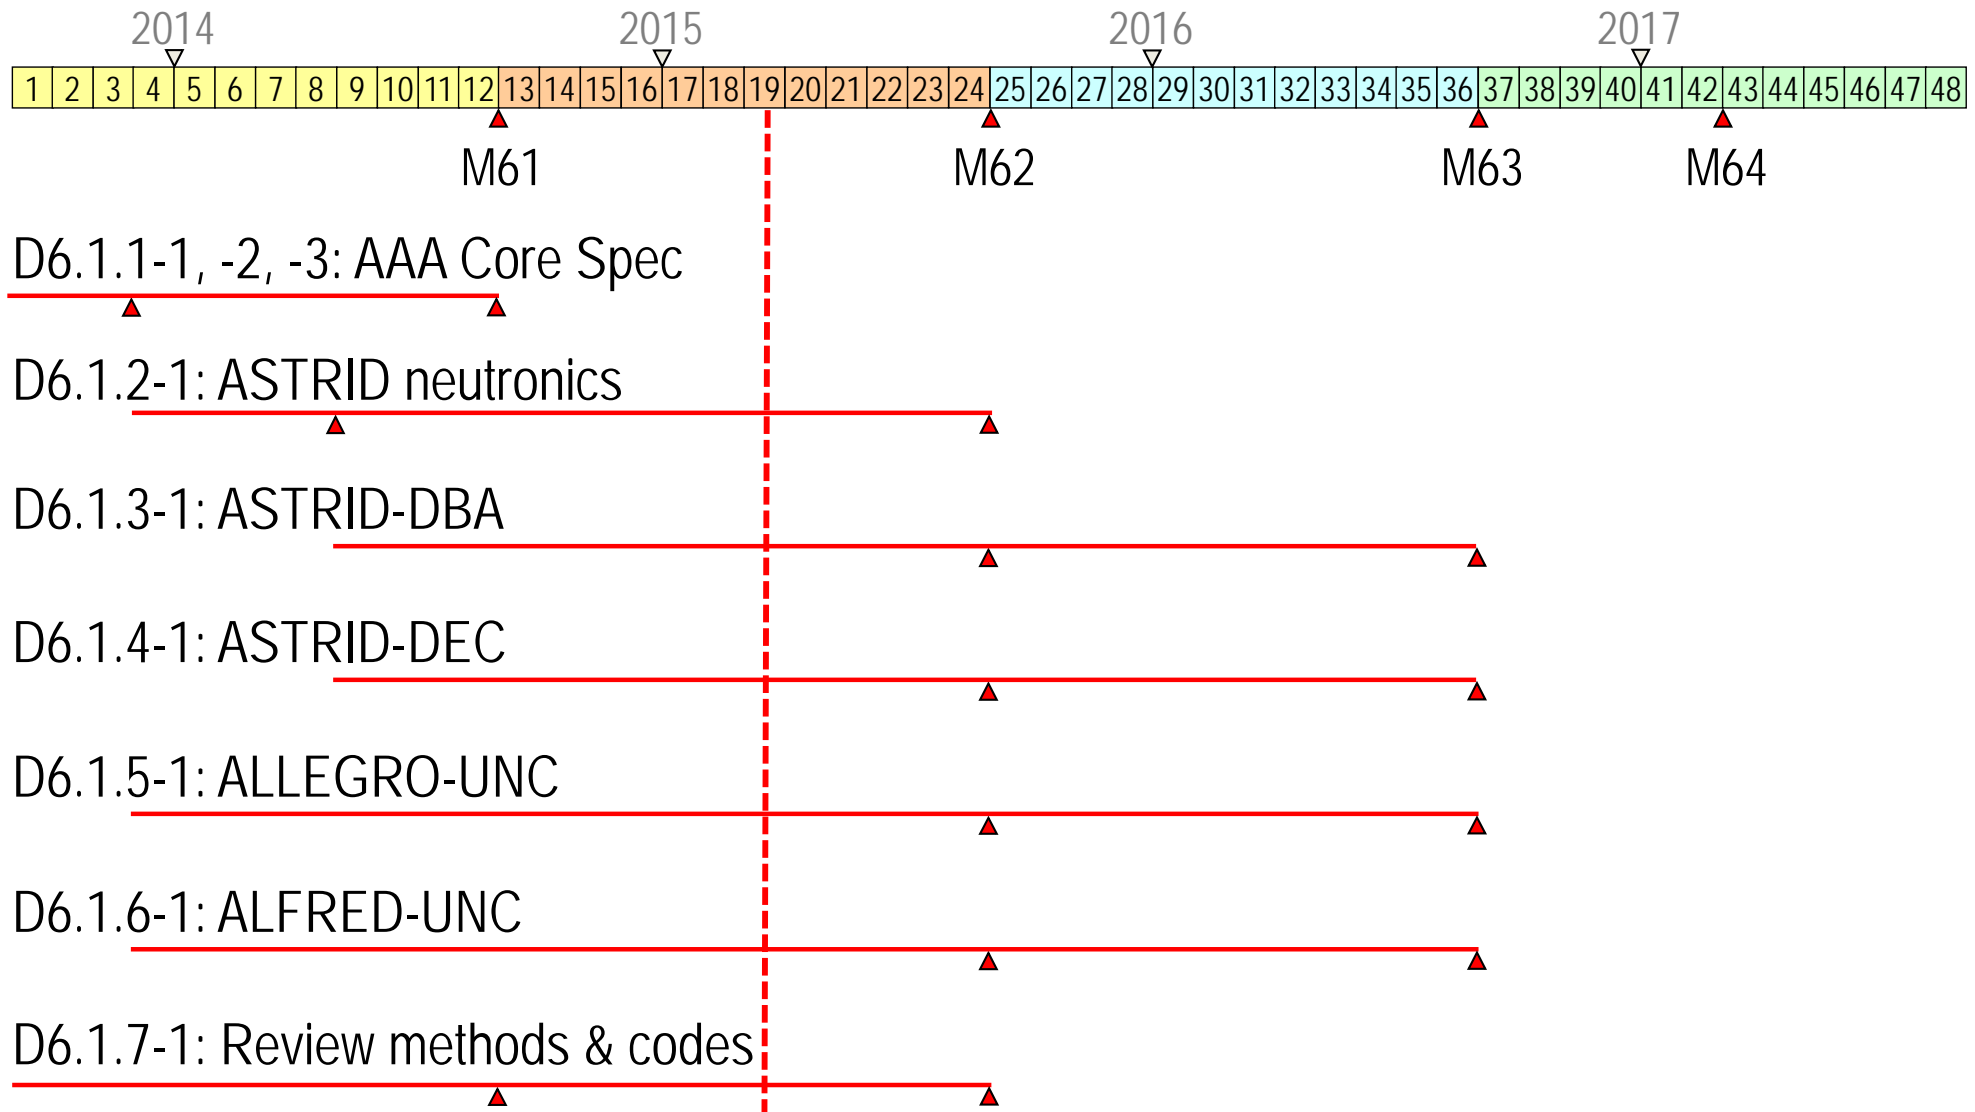 2014 2015 2016 2017
1 2 3 4 5 6 7 8 9 10 11 12 13 14 15 16 17 18 19 20 21 22 23 24 25 26 27 28 29 30 31 32 33 34 35 36 37 38 39 40 41 42 43 44 45 46 47 48
M61 M62 M63 M64
D6.1.1-1, -2, -3: AAA Core Spec
D6.1.2-1: ASTRID neutronics
D6.1.3-1: ASTRID-DBA
D6.1.4-1: ASTRID-DEC
D6.1.5-1: ALLEGRO-UNC
D6.1.6-1: ALFRED-UNC
D6.1.7-1: Review methods & codes